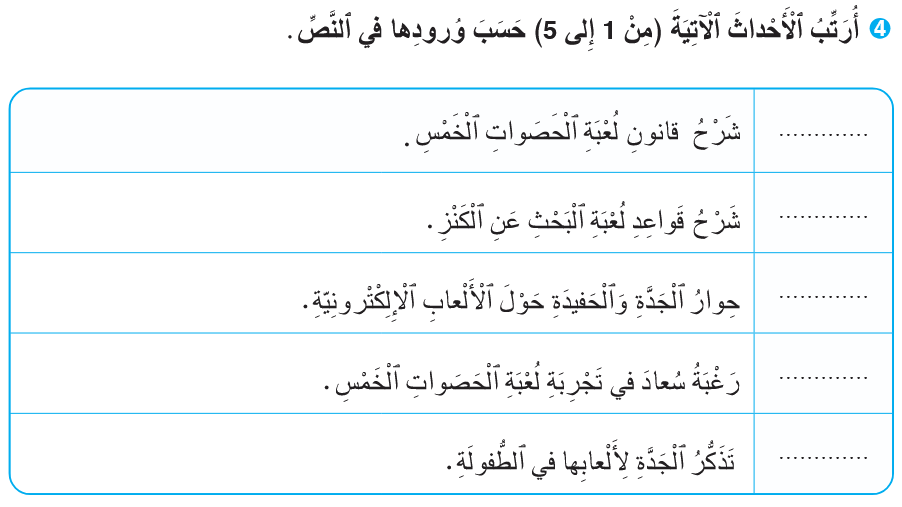 4 أُرَتِّبُ ٱلْأَحْداثَ ٱلْآتِيَةَ (مِنْ 1 إِلى 5) حَسَبَ وُرودِها في ٱلنَّصِّ.
............. شَرْحُ قانونِ لُعْبَةِ ٱلْحَصَواتِ ٱلْخَمْسِ.
............. شَرْحُ قَواعِدِ لُعْبَةِ ٱلْبَحْثِ عَنِ ٱلْكَنْزِ.
............. حِوارُ ٱلْجَدَّةِ وَٱلْحَفيدَةِ حَوْلَ ٱلْأَلْعابِ ٱلْإِلِكْتْرونِيّةِ.
............. رَغْبَةُ سُعادَ في تَجْرِبَةِ لُعْبَةِ ٱلْحَصَواتِ ٱلْخَمْسِ.
............. تَذَكُّرُ ٱلْجَدَّةِ لِأَلْعابِها في ٱلطُّفولَةِ.